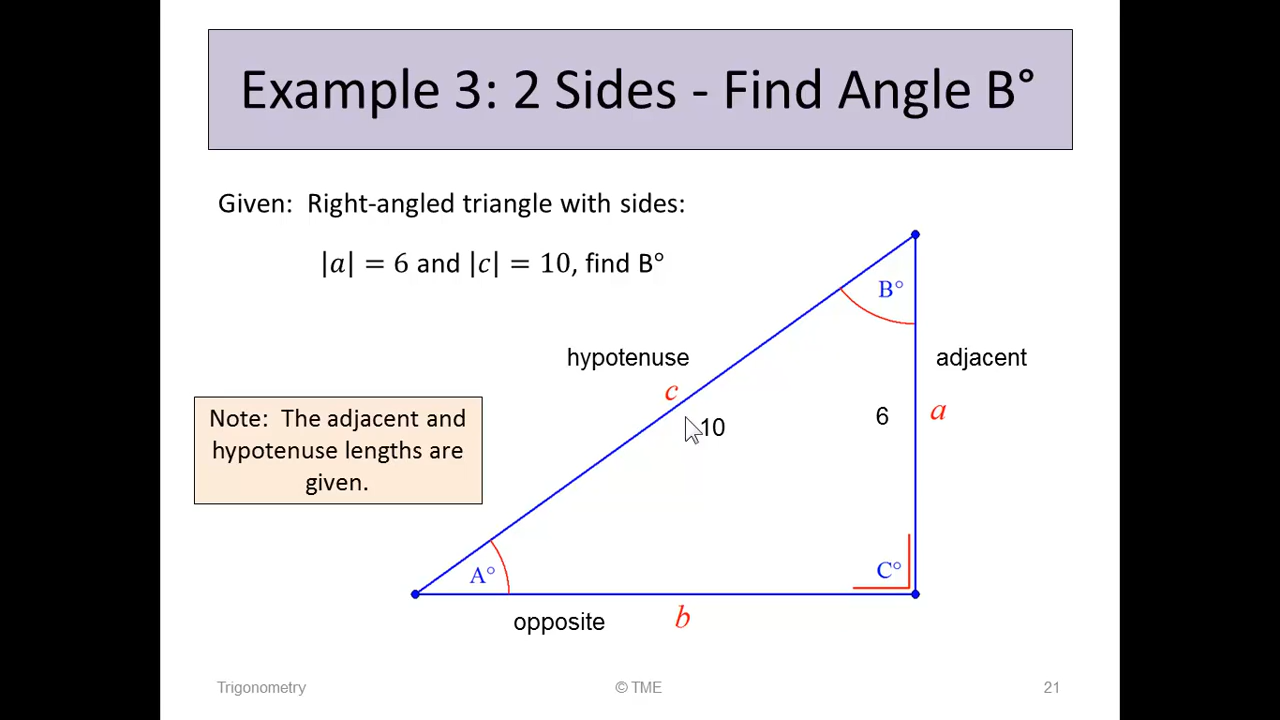 Example 3: 2 Sides - Find Angle B°
Given: Right-angled triangle with sides:
|a| = 6 and |c| = 10, find B°
B°
hypotenuse
adjacent
c
10
6
a
Note: The adjacent and
hypotenuse lengths are
given.
A°
C°
opposite
b
Trigonometry
© TME
21